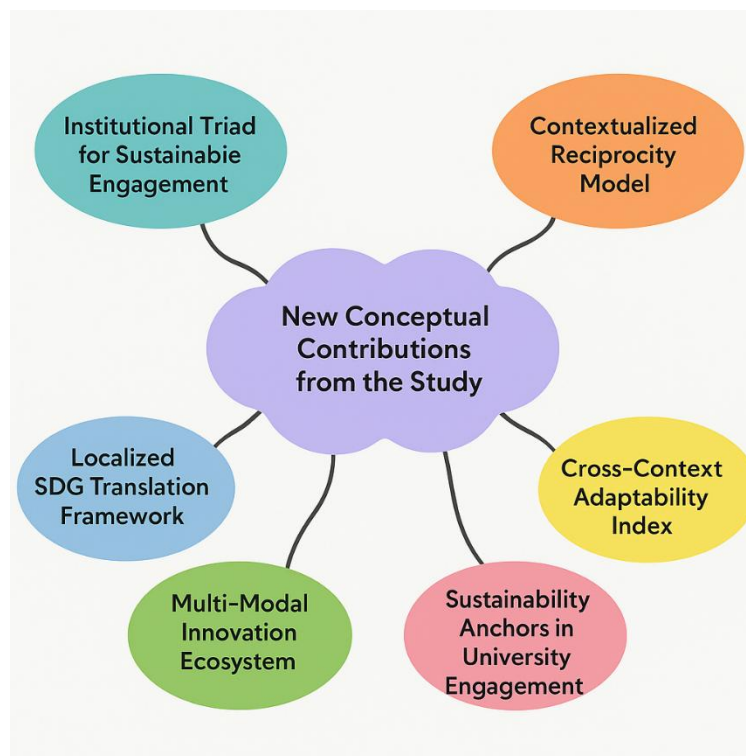 Institutional Triad
for Sustainabie
Engagement
Contextualized
Reciprocity
Model
New Conceptual
Contributions
from the Study
Localized
SDG Translation
Framework
Cross-Context
Adaptability
Index
Multi-Modal
Innovation
Ecosystem
Sustainability
Anchors in
University
Engagement